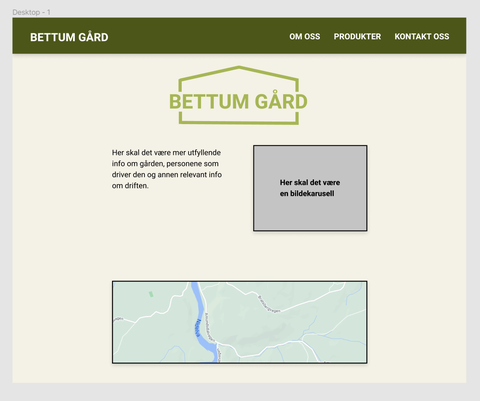 Desktop - 1
BETTUM GÅRD
OM OSS
PRODUKTER
KONTAKT OSS
BETTUM GÅRD
Her skal det være mer utfyllende
info om gården, personene som
driver den og annen relevant info
om driften.
Her skal det være
en bildekarusell